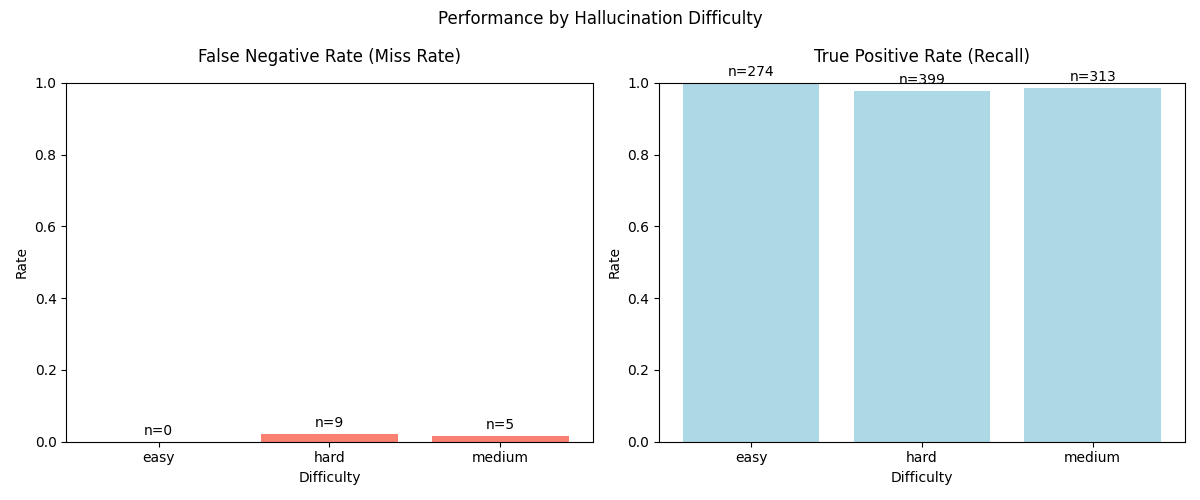 Performance by Hallucination Difficulty
False Negative Rate (Miss Rate)
1.0
0.8
0.6
0.4
0.2
0.0
Rate
n=0
n=9
n=5
easy
hard
medium
Difficulty
True Positive Rate (Recall)
n=274
n=399
n=313
1.0
0.8
0.6
0.4
0.2
0.0
Rate
easy
hard
medium
Difficulty